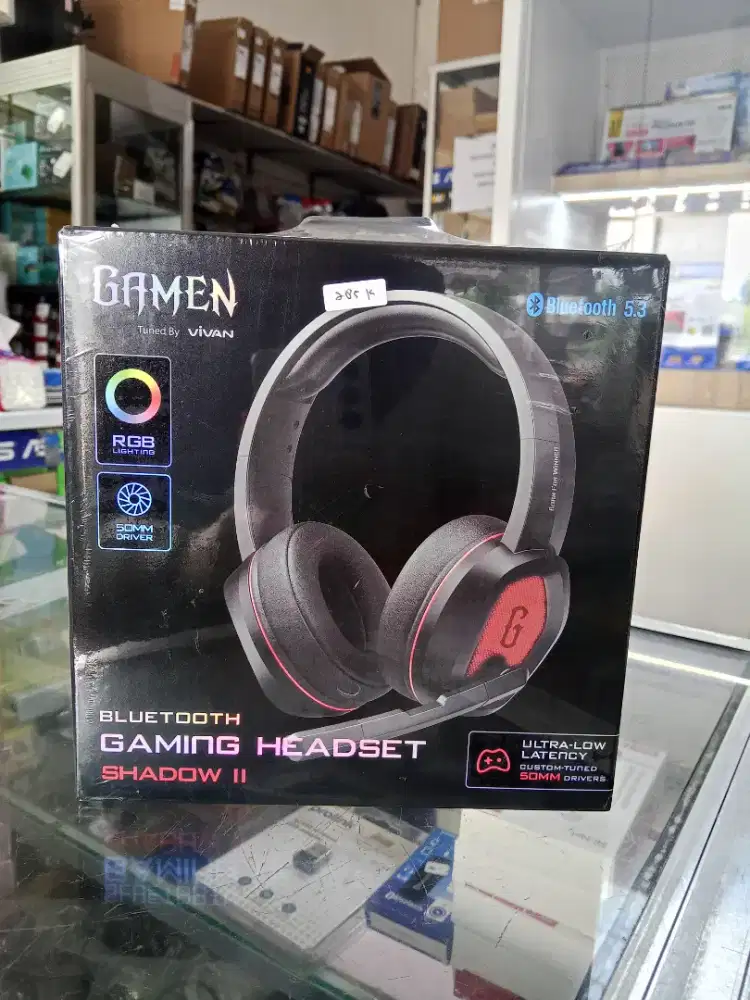 GAMEN
Tuned By VIVAN
285 K
Bluetooth 5.3
RGB
LIGHTING
50MM
DRIVER
BLUETOOTH
GAMING HEADSET
SHADOW II
G
ULTRA-LOW
LATENCY
CUSTOM-TUNED
50MM DRIVERS
prolink